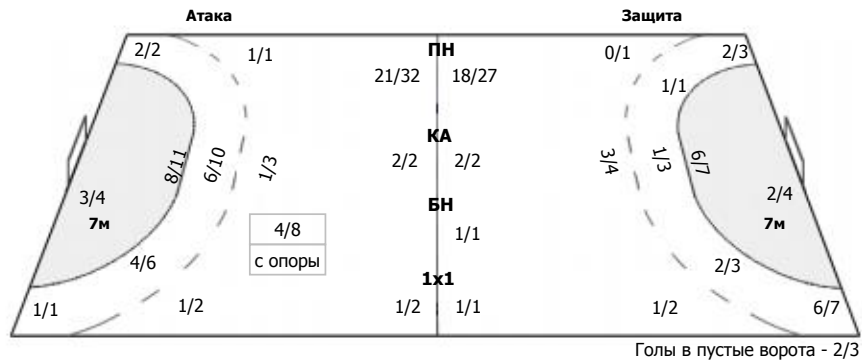 Атака Защита
2/2 1/1 ПН 0/1 2/3
21/32 18/27 1/1
КА
8/11 6/10 1/3 2/2 2/2 3/4 1/3 6/7
3/4 2/4
7м БН 7м
4/8 1/1
с опоры
4/6 2/3
1x1
1/1 1/2 1/2 1/1 1/2 6/7
Голы в пустые ворота - 2/3